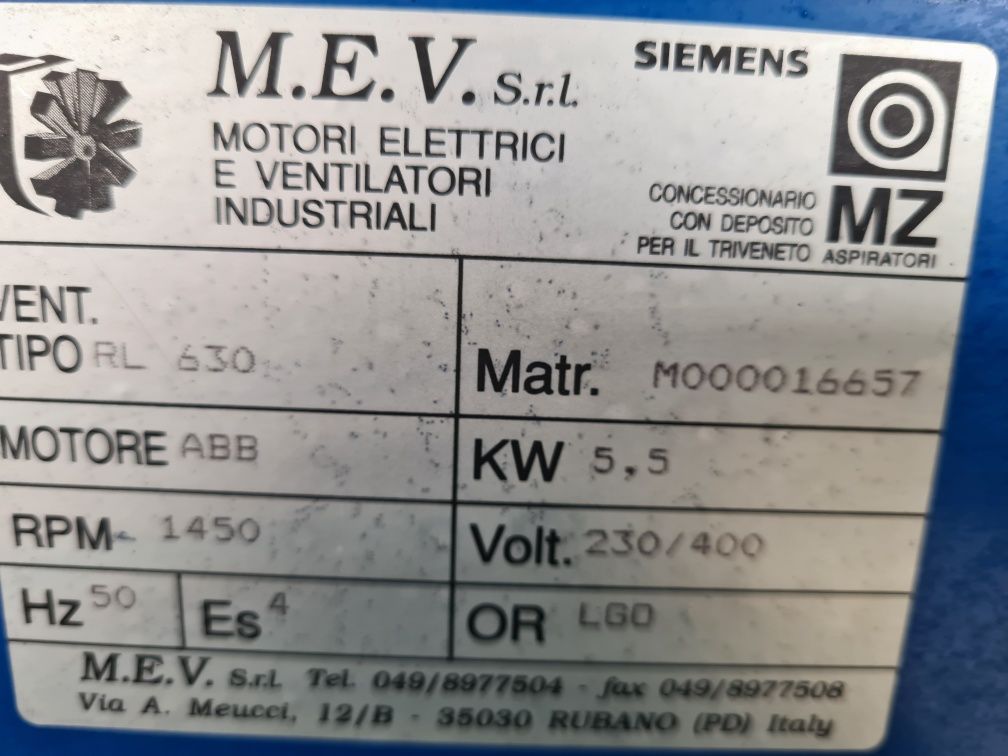 M.E.V. S.r.l.
MOTORI ELETTRICI
E VENTILATORI
INDUSTRIALI
SIEMENS
CONCESSIONARIO
CON DEPOSITO
PER IL TRIVENETO
MZ
ASPIRATORI
VENT.
TIPO RL 630
Matr. M000016657
MOTORE ABB
KW 5,5
RPM 1450
Volt. 230/400
Hz 50
Es 4
OR LG0
M.E.V. S.r.l. Tel. 049/8977504 - fax 049/8977508
Via A. Meucci, 12/B - 35030 RUBANO (PD) Italy